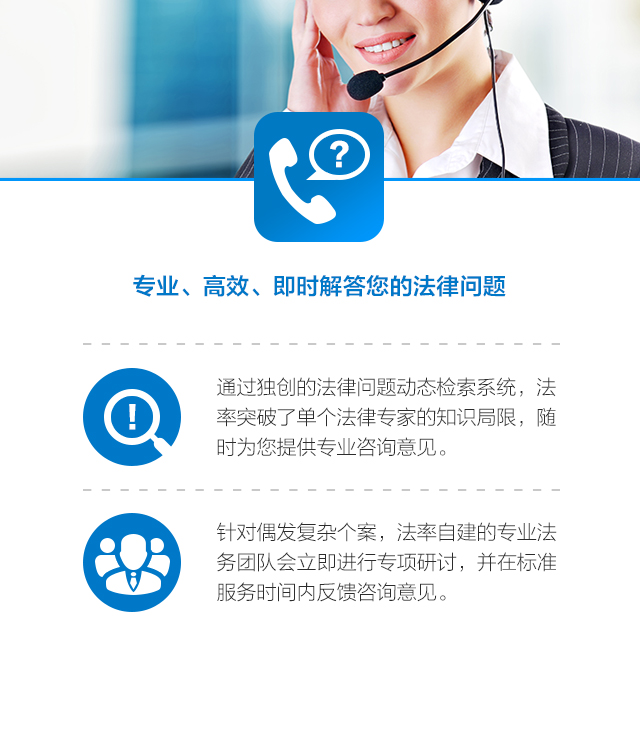 ?
专业、高效、即时解答您的法律问题
!
通过独创的法律问题动态检索系统，法
率突破了单个法律专家的知识局限，随
时为您提供专业咨询意见。
针对偶发复杂个案，法率自建的专业法
务团队会立即进行专项研讨，并在标准
服务时间内反馈咨询意见。